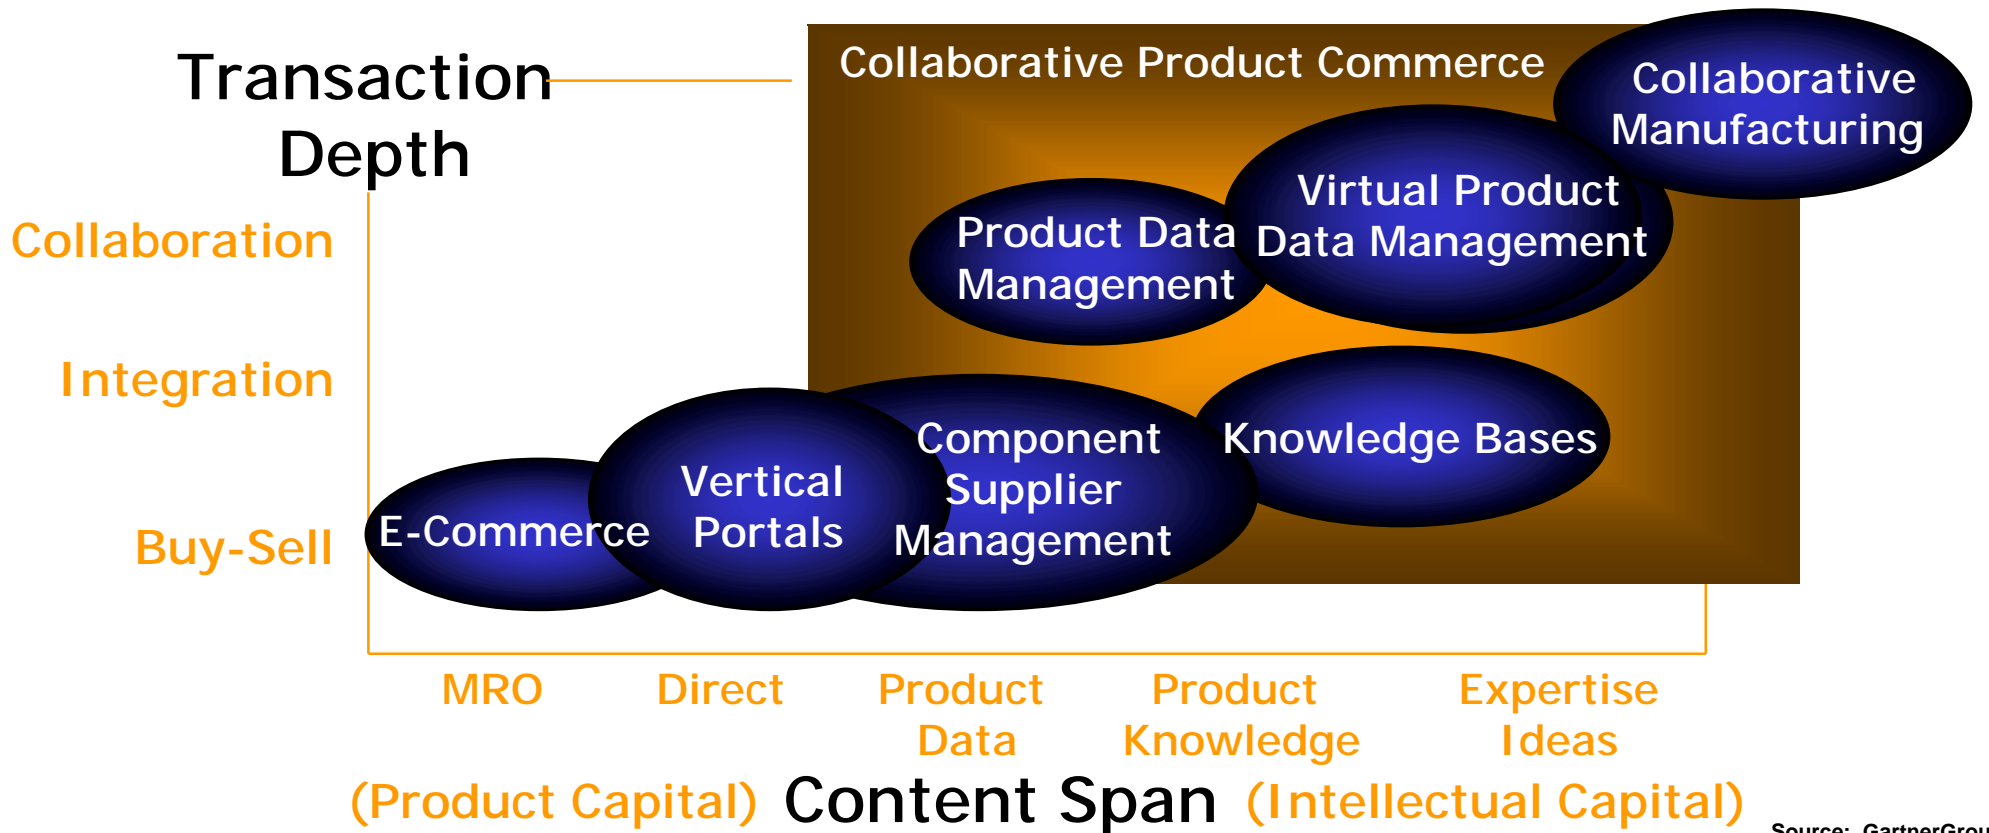 Transaction
Depth
Collaborative Product Commerce
Collaborative
Manufacturing
Virtual Product
Data Management
Product Data
Management
Collaboration
Integration
Buy-Sell
Component
Supplier
Management
Knowledge Bases
Vertical
Portals
E-Commerce
MRO
Direct
Product
Data
Product
Knowledge
Expertise
Ideas
(Product Capital)
Content Span
(Intellectual Capital)
Source: GartnerGrou